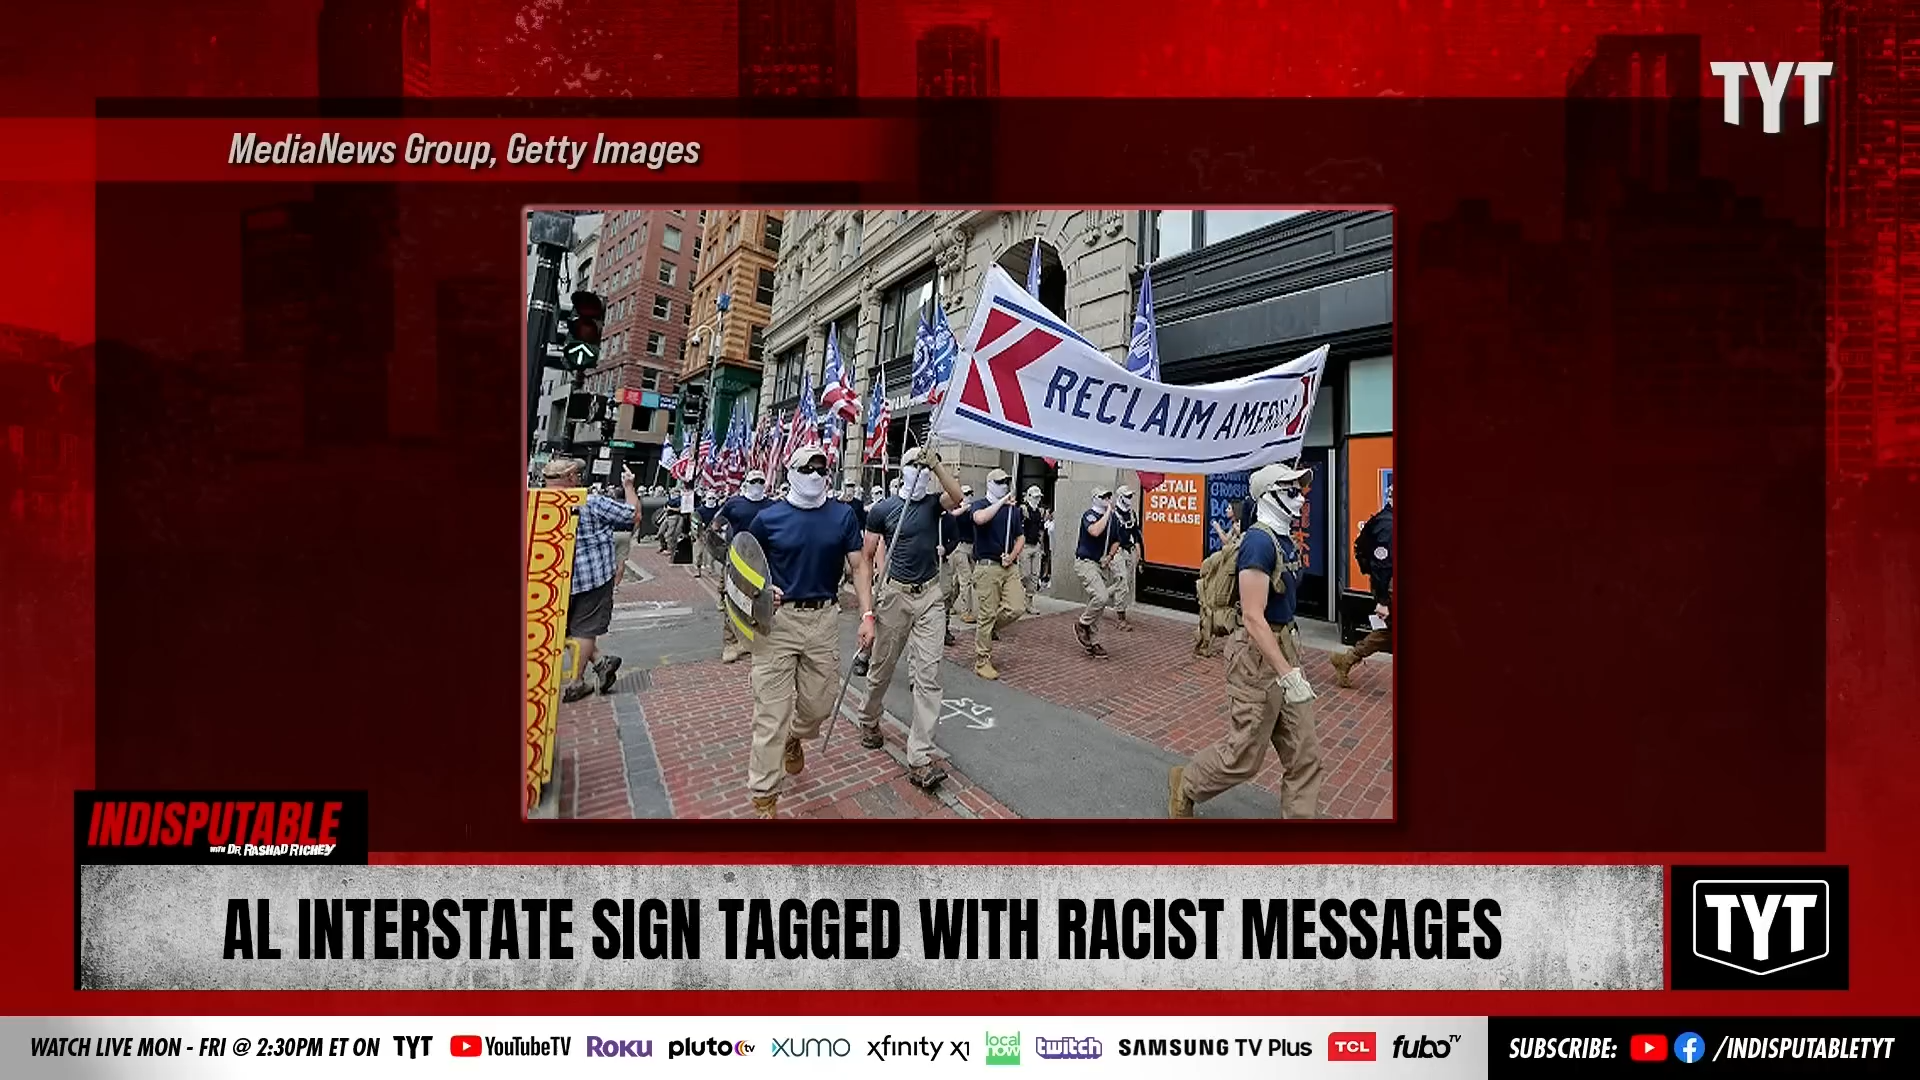 TYT
MediaNews Group, Getty Images
RECLAIM AMERICA
RETAIL
SPACE
FOR LEASE
INDISPUTABLE
WITH DR RASHAD RICHEY
AL INTERSTATE SIGN TAGGED WITH RACIST MESSAGES
TYT
WATCH LIVE MON - FRI @ 2:30PM ET ON TYT YouTubeTV ROKU pluto tv XUMO xfinity x1 local now twitch SAMSUNG TV Plus TCL fubo TV
SUBSCRIBE: /INDISPUTABLETYT